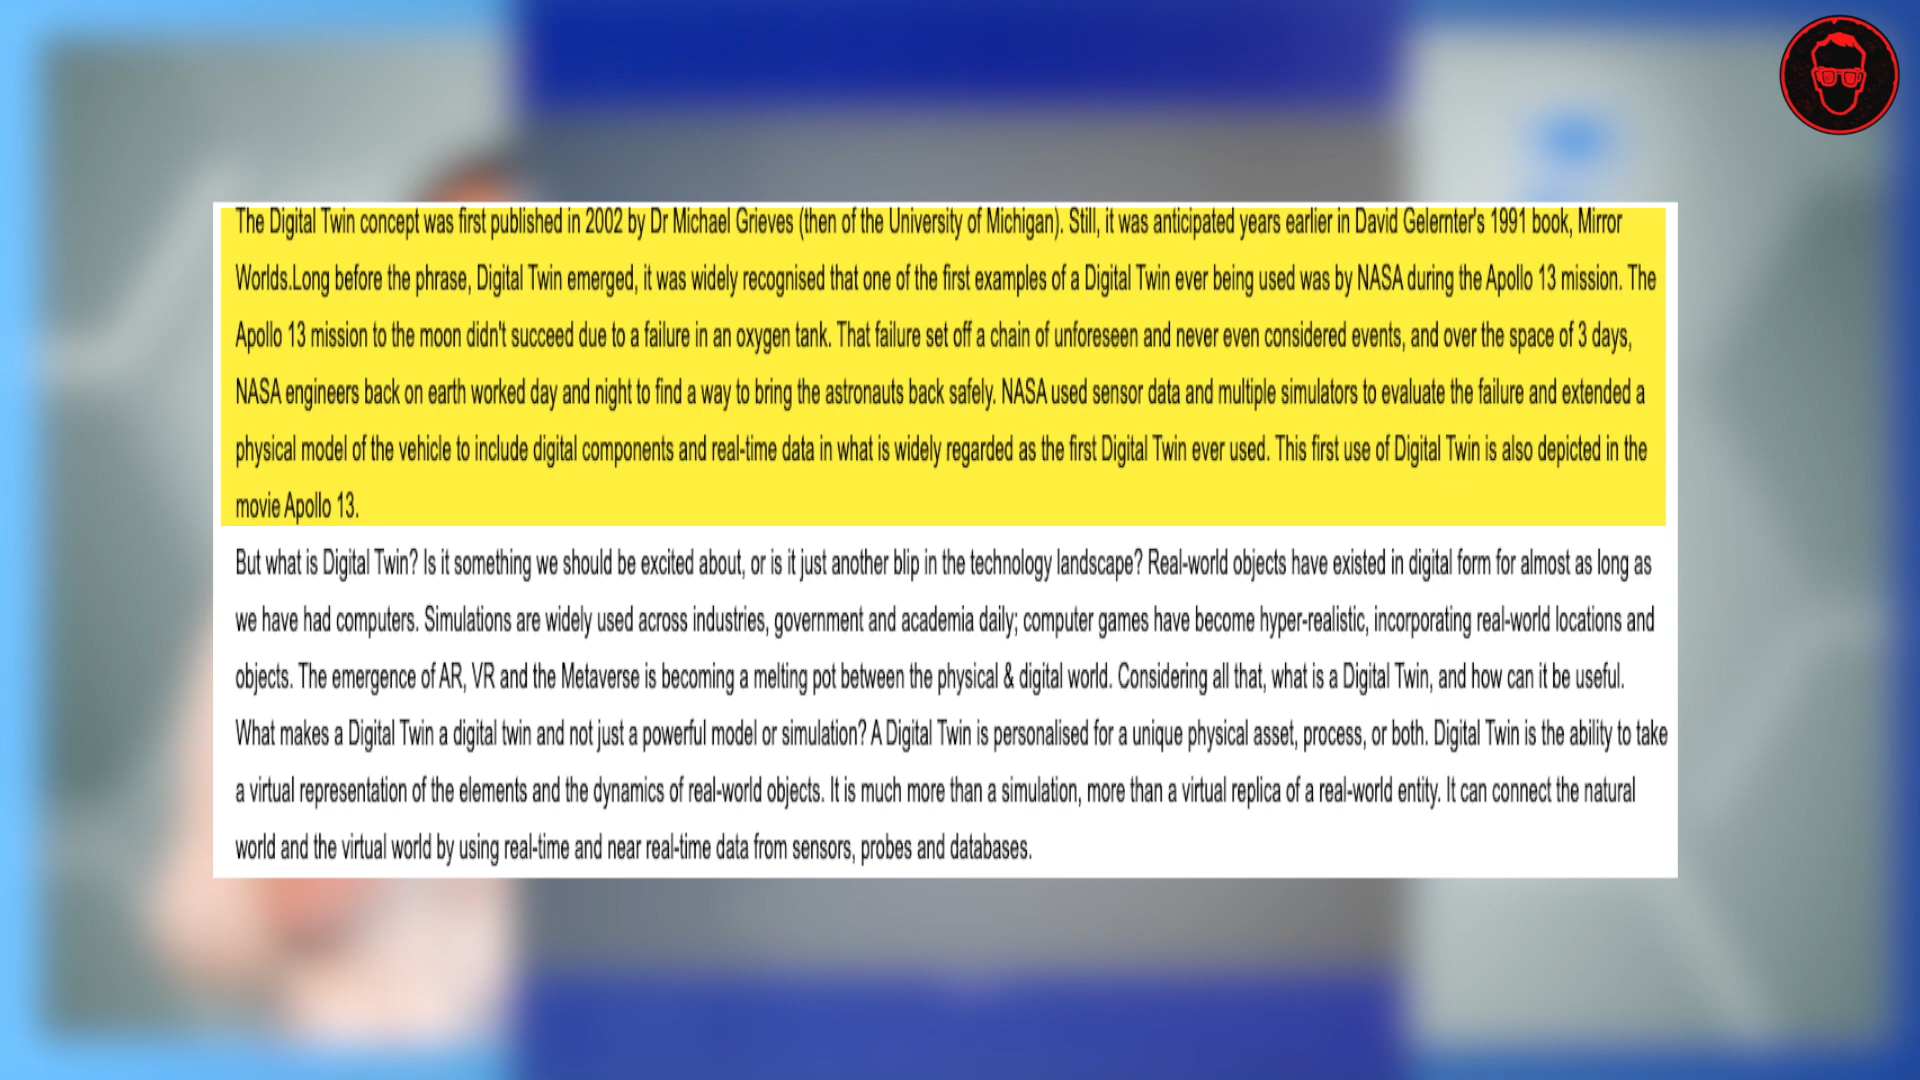 The Digital Twin concept was first published in 2002 by Dr Michael Grieves (then of the University of Michigan). Still, it was anticipated years earlier in David Gelernter's 1991 book, Mirror
Worlds.Long before the phrase, Digital Twin emerged, it was widely recognised that one of the first examples of a Digital Twin ever being used was by NASA during the Apollo 13 mission. The
Apollo 13 mission to the moon didn't succeed due to a failure in an oxygen tank. That failure set off a chain of unforeseen and never even considered events, and over the space of 3 days,
NASA engineers back on earth worked day and night to find a way to bring the astronauts back safely. NASA used sensor data and multiple simulators to evaluate the failure and extended a
physical model of the vehicle to include digital components and real-time data in what is widely regarded as the first Digital Twin ever used. This first use of Digital Twin is also depicted in the
movie Apollo 13.
But what is Digital Twin? Is it something we should be excited about, or is it just another blip in the technology landscape? Real-world objects have existed in digital form for almost as long as
we have had computers. Simulations are widely used across industries, government and academia daily; computer games have become hyper-realistic, incorporating real-world locations and
objects. The emergence of AR, VR and the Metaverse is becoming a melting pot between the physical & digital world. Considering all that, what is a Digital Twin, and how can it be useful.
What makes a Digital Twin a digital twin and not just a powerful model or simulation? A Digital Twin is personalised for a unique physical asset, process, or both. Digital Twin is the ability to take
a virtual representation of the elements and the dynamics of real-world objects. It is much more than a simulation, more than a virtual replica of a real-world entity. It can connect the natural
world and the virtual world by using real-time and near real-time data from sensors, probes and databases.